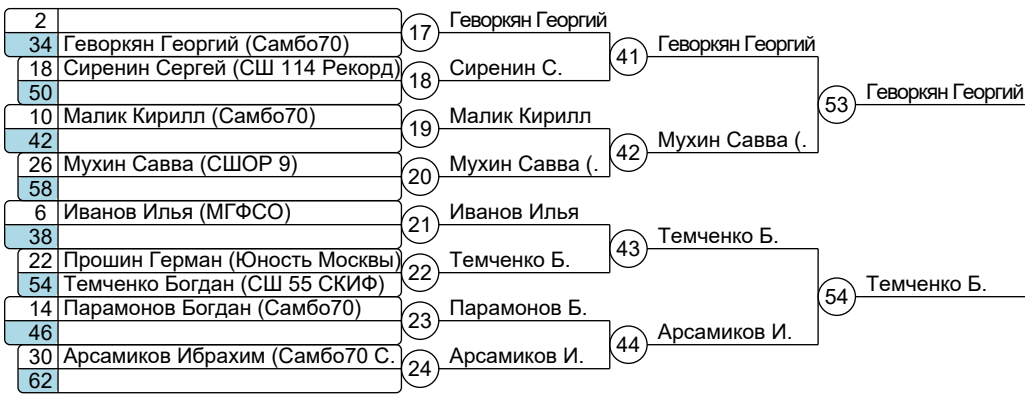 2
34 Геворкян Георгий (Самбо70)
18 Сиренин Сергей (СШ 114 Рекорд)
50
10 Малик Кирилл (Самбо70)
42
26 Мухин Савва (СШОР 9)
58
6 Иванов Илья (МГФСО)
38
22 Прошин Герман (Юность Москвы)
54 Темченко Богдан (СШ 55 СКИФ)
14 Парамонов Богдан (Самбо70)
46
30 Арсамиков Ибрахим (Самбо70 С.
62
17 Геворкян Георгий
18 Сиренин С.
19 Малик Кирилл
20 Мухин Савва (.
21 Иванов Илья
22 Темченко Б.
23 Парамонов Б.
24 Арсамиков И.
41 Геворкян Георгий
42 Мухин Савва (.
43 Темченко Б.
44 Арсамиков И.
53 Геворкян Георгий
54 Темченко Б.